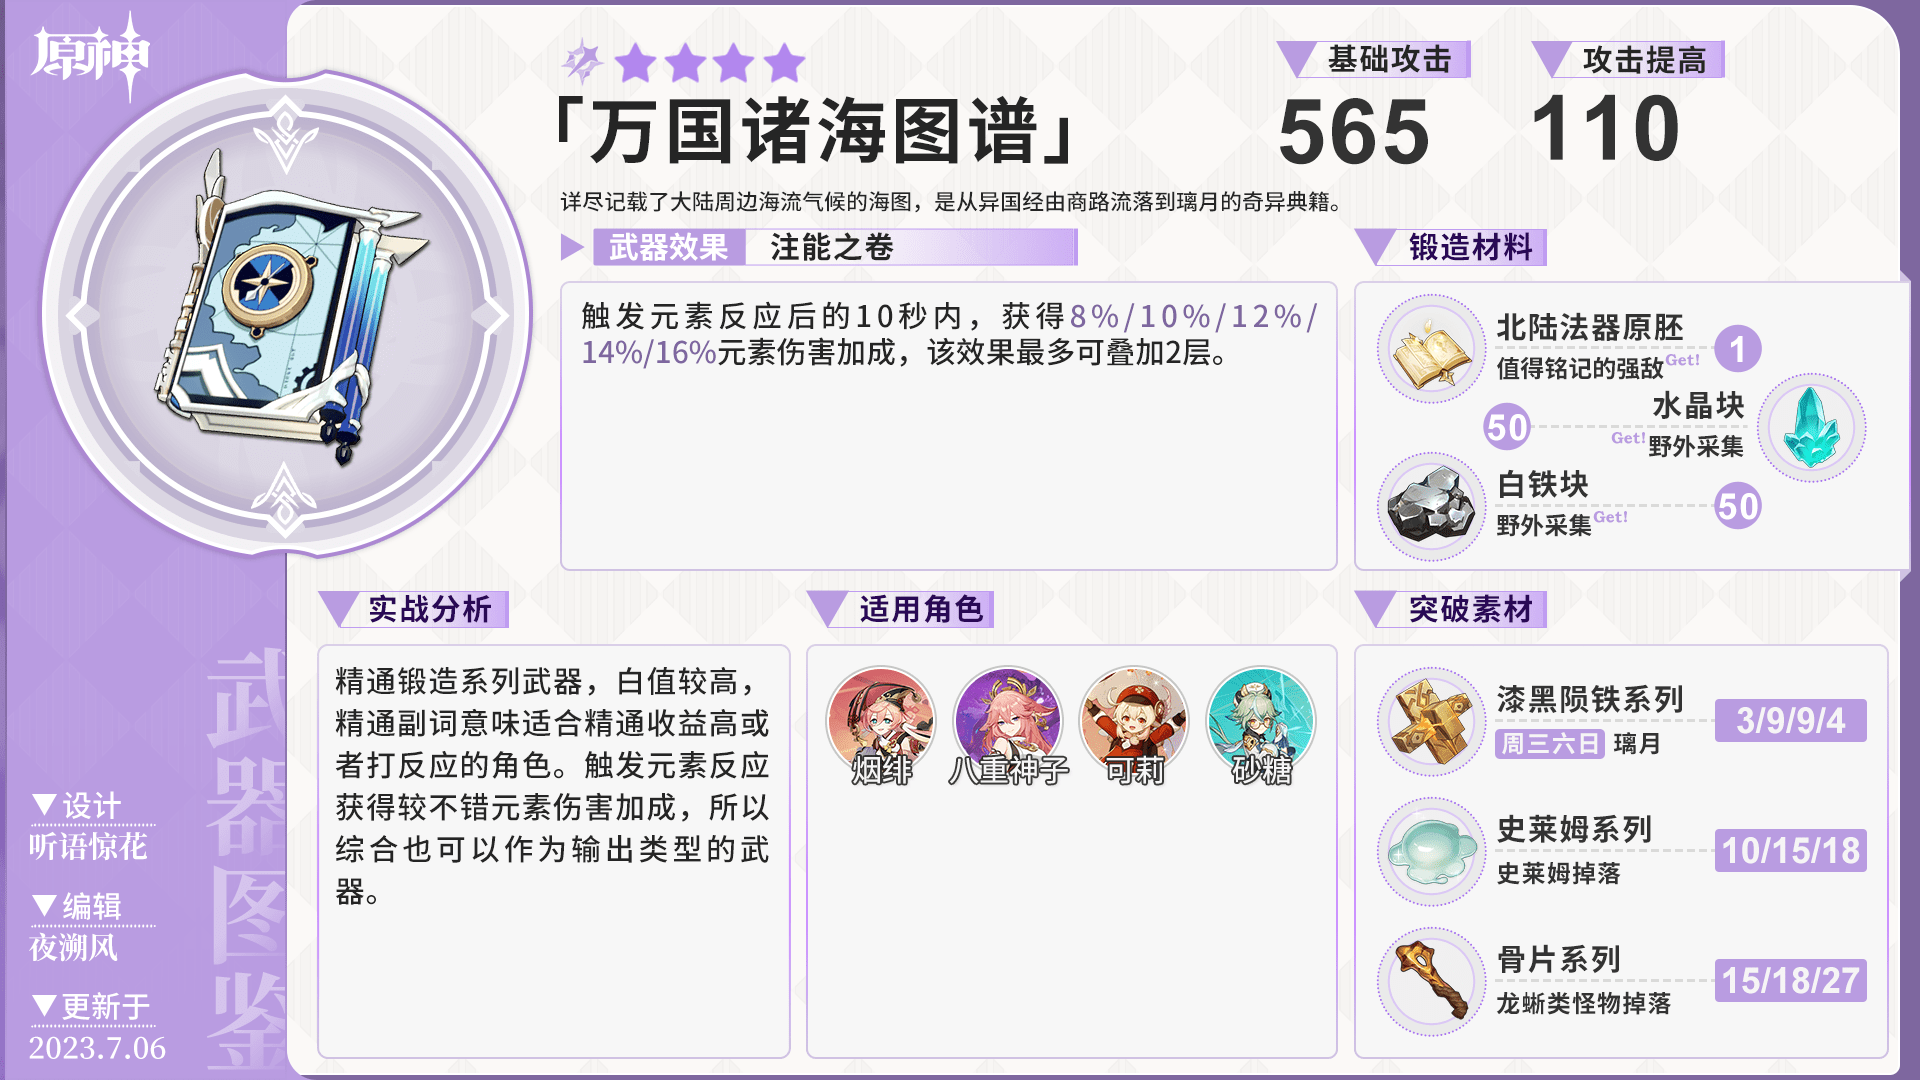 原神
「万国诸海图谱」
基础攻击
565
攻击提高
110
详尽记载了大陆周边海流气候的海图，是从异国经由商路流落到璃月的奇异典籍。
武器效果
注能之卷
触发元素反应后的10秒内，获得8%/10%/12%/
14%/16%元素伤害加成，该效果最多可叠加2层。
锻造材料
北陆法器原胚
1
值得铭记的强敌Get!
水晶块
50
Get!野外采集
白铁块
50
野外采集Get!
实战分析
精通锻造系列武器，白值较高，
精通副词意味适合精通收益高或
者打反应的角色。触发元素反应
获得较不错元素伤害加成，所以
综合也可以作为输出类型的武
器。
适用角色
烟绯
八重神子
可莉
砂糖
突破素材
漆黑陨铁系列
3/9/9/4
周三六日 璃月
史莱姆系列
10/15/18
史莱姆掉落
骨片系列
15/18/27
龙蜥类怪物掉落
武器图鉴
▼设计
听语惊花
▼编辑
夜溯风
▼更新于
2023.7.06